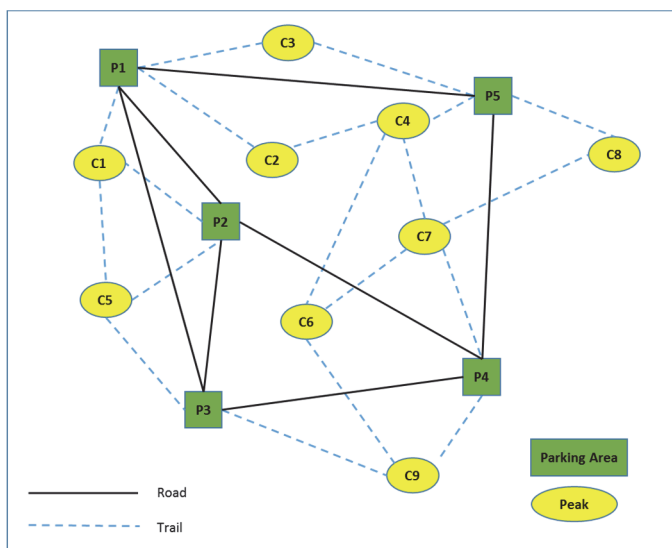 C3
P1
P5
C4
C2
C8
C1
P2
C7
C5
C6
P4
P3
Parking Area
C9
Road
Peak
Trail